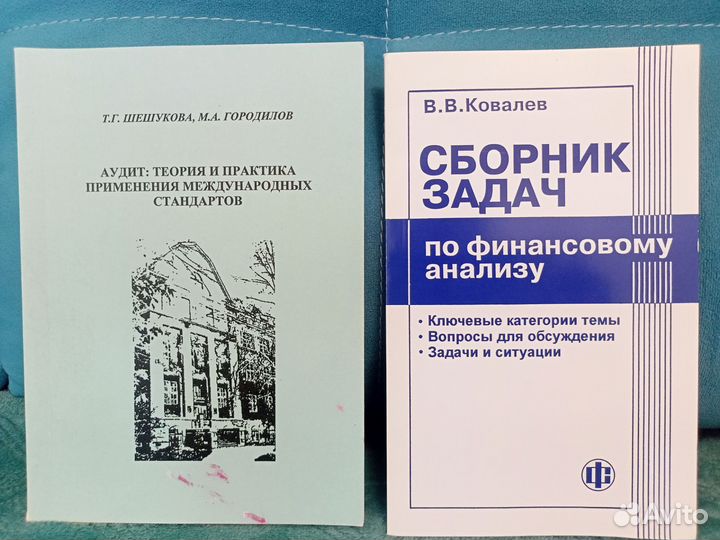 Т.Г. ШЕШУКОВА, М.А. ГОРОДИЛОВ
АУДИТ: ТЕОРИЯ И ПРАКТИКА
ПРИМЕНЕНИЯ МЕЖДУНАРОДНЫХ
СТАНДАРТОВ
В.В.Ковалев
СБОРНИК
ЗАДАЧ
по финансовому
анализу
• Ключевые категории темы
• Вопросы для обсуждения
• Задачи и ситуации
ФС
Avito